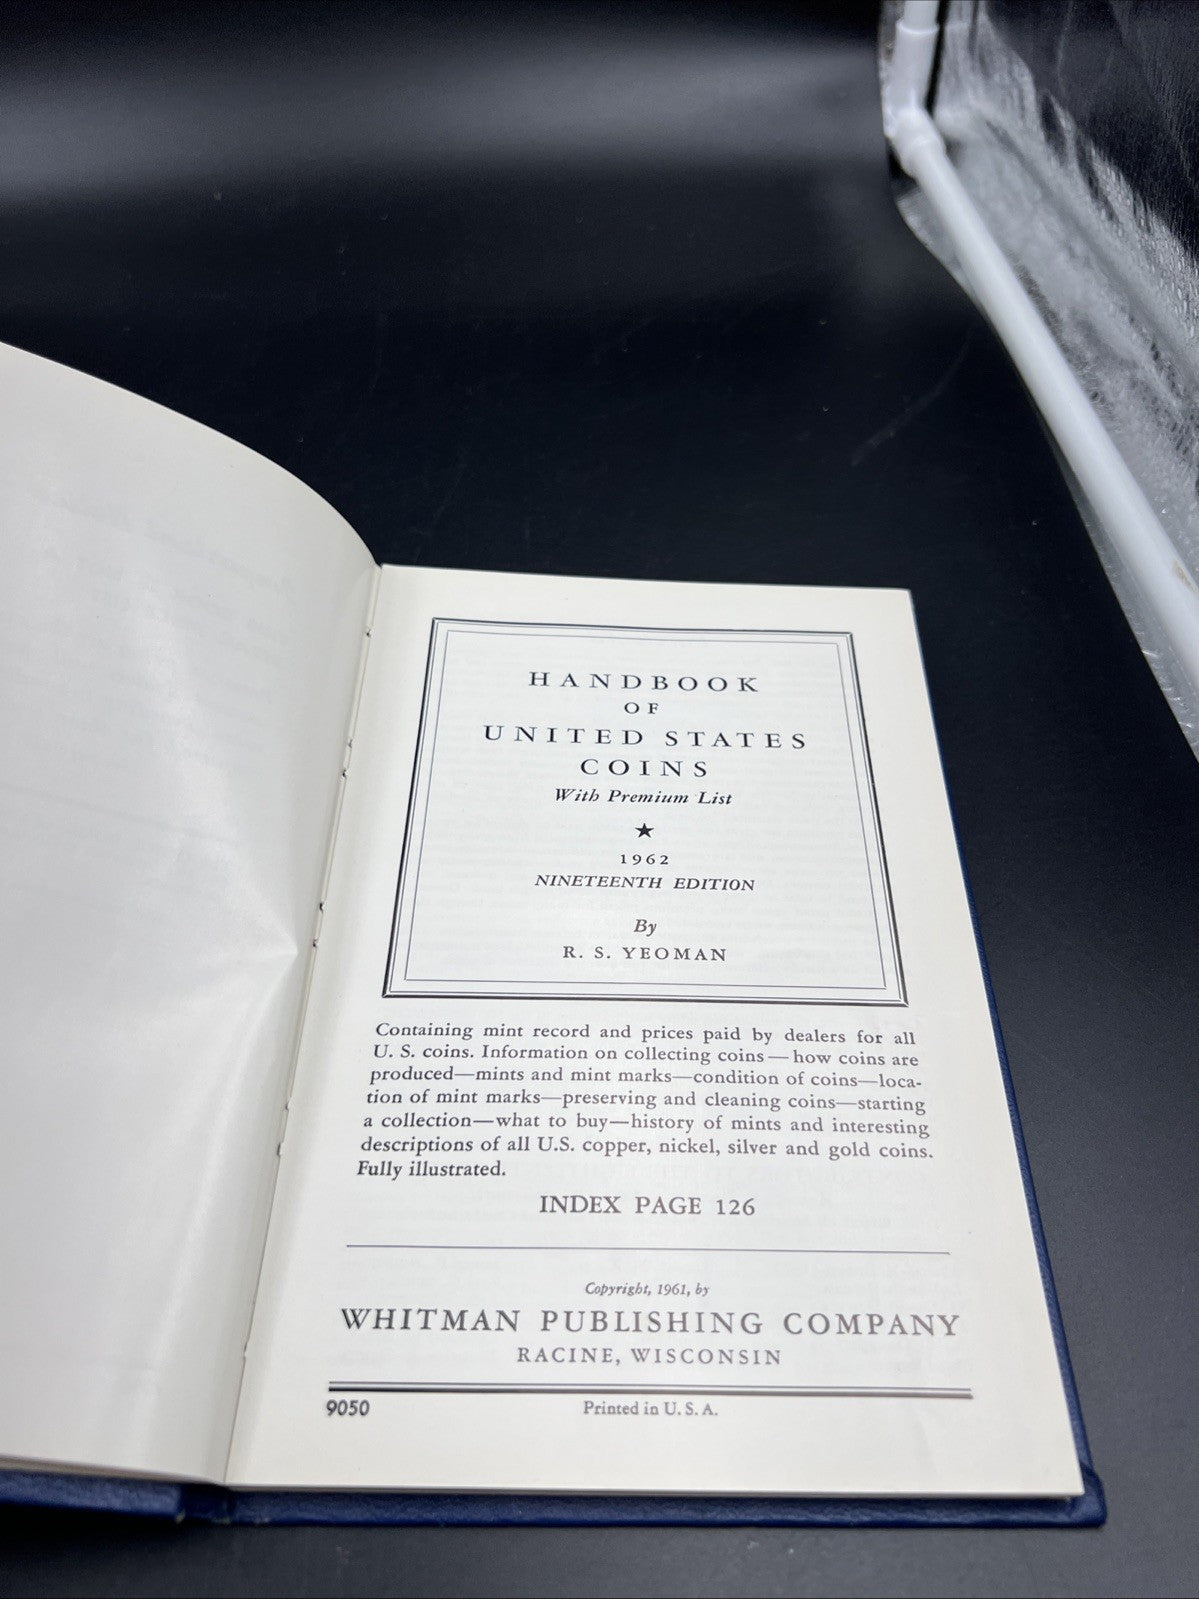 HANDBOOK
OF
UNITED STATES
COINS
With Premium List
★
1962
NINETEENTH EDITION
By
R. S. YEOMAN
Containing mint record and prices paid by dealers for all
U. S. coins. Information on collecting coins—how coins are
produced—mints and mint marks—condition of coins—loca-
tion of mint marks—preserving and cleaning coins—starting
a collection—what to buy—history of mints and interesting
descriptions of all U.S. copper, nickel, silver and gold coins.
Fully illustrated.
INDEX PAGE 126
Copyright, 1961, by
WHITMAN PUBLISHING COMPANY
RACINE, WISCONSIN
9050 Printed in U. S. A.